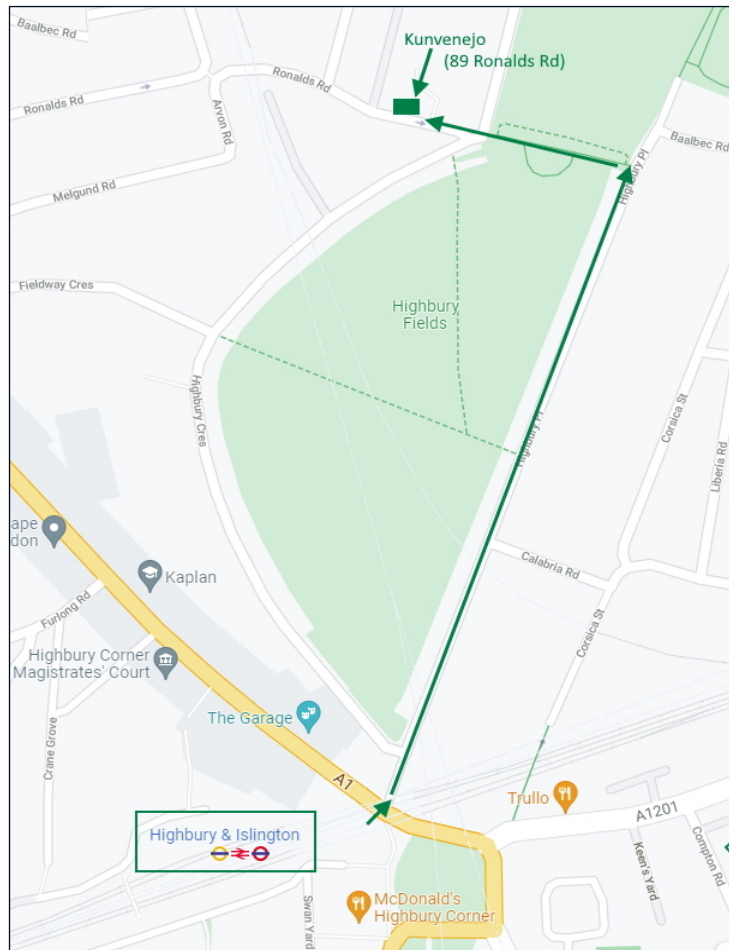 Baalbec Rd
Kunvenejo
(89 Ronalds Rd)
Ronalds Rd
Ronalds Rd
Arvon Rd
Melgund Rd
Baalbec Rd
Highbury Pl
Fieldway Cres
Highbury
Fields
Highbury Cres
Highbury Pl
Corsica St
Liberia Rd
ape
don
Kaplan
Calabria Rd
Furlong Rd
Highbury Corner
Magistrates' Court
Corsica St
The Garage
Crane Grove
A1
Trullo
A1201
Highbury & Islington
Keen's Yard
Compton Rd
Swan Yard
McDonald's
Highbury Corner